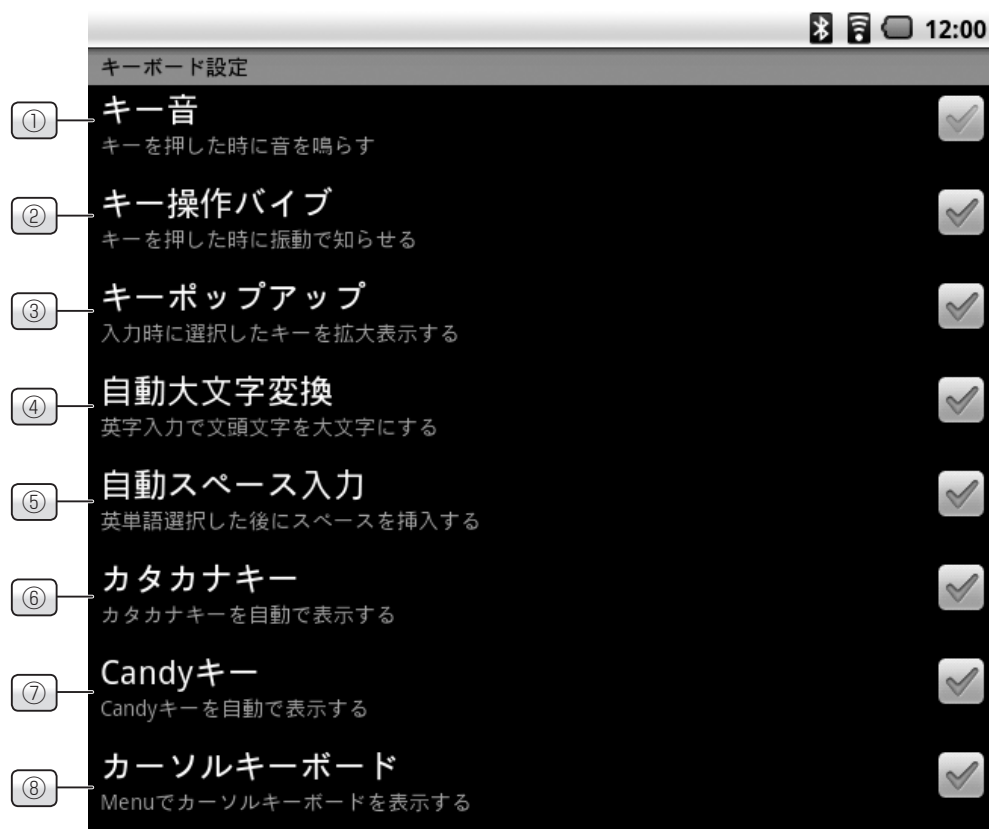 12:00
キーボード設定
① キー音
キーを押した時に音を鳴らす
② キー操作バイブ
キーを押した時に振動で知らせる
③ キーポップアップ
入力時に選択したキーを拡大表示する
④ 自動大文字変換
英字入力で文頭文字を大文字にする
⑤ 自動スペース入力
英単語選択した後にスペースを挿入する
⑥ カタカナキー
カタカナキーを自動で表示する
⑦ Candyキー
Candyキーを自動で表示する
⑧ カーソルキーボード
Menuでカーソルキーボードを表示する